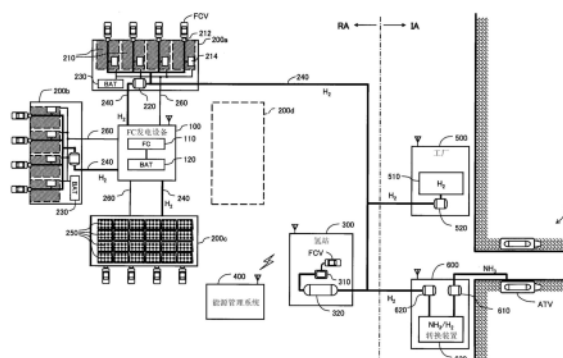 FCV
RA
IA
212
200a
210
214
230
BAT
220
240
200b
240
260
H₂
200d
H₂
FC发电设备
100
FC
110
BAT
120
260
240
H₂
230
BAT
260
240
H₂
500
工厂
510
H₂
H₂
H₂
520
250
200c
300
氢站
FCV
310
320
400
能源管理系统
600
NH₃
H₂
620
610
ATV
NH₃/H₂
转换装置